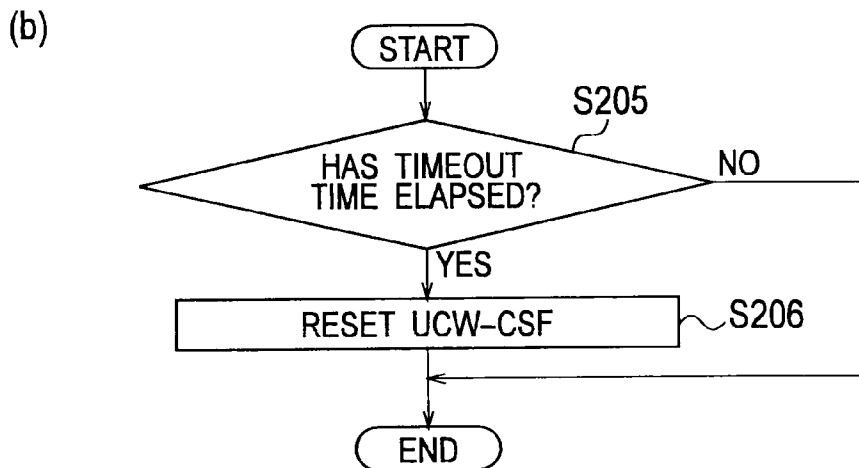 (b)
START
S205
HAS TIMEOUT
TIME ELAPSED?
NO
YES
RESET UCW-CSF
S206
END